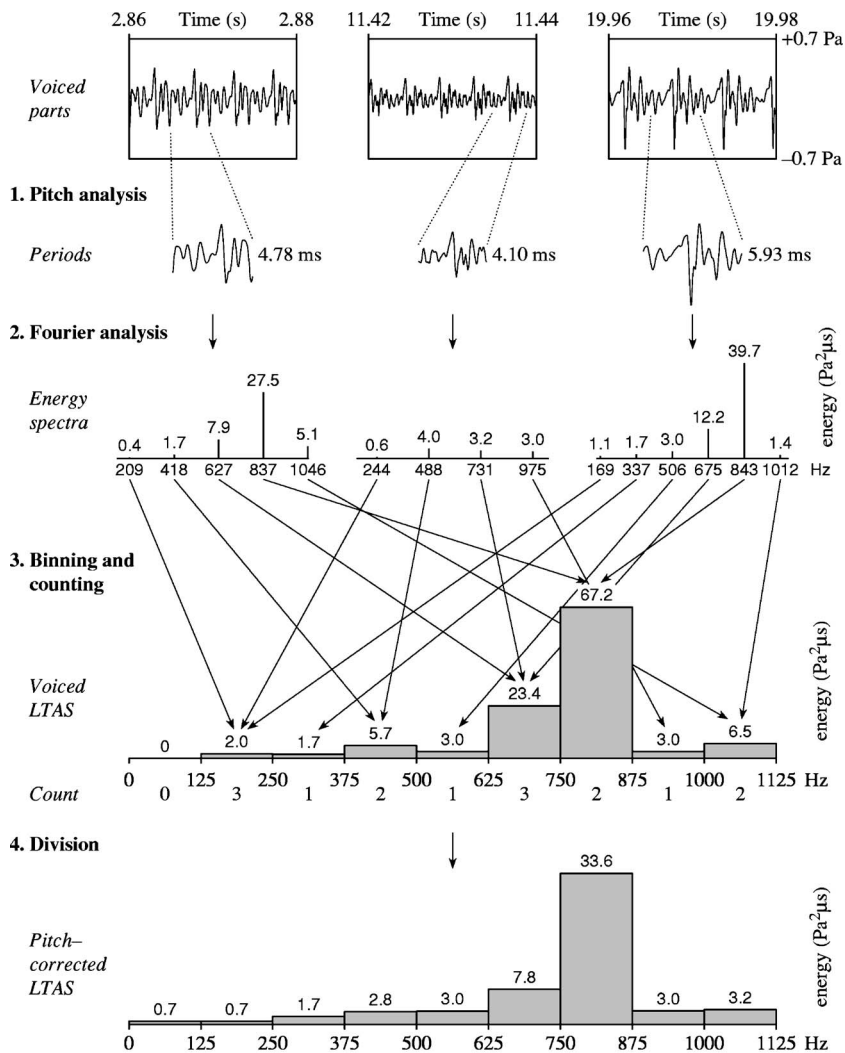 2.86 Time (s) 2.88 11.42 Time (s) 11.44 19.96 Time (s) 19.98
+0.7 Pa
Voiced
parts
–0.7 Pa
1. Pitch analysis
Periods 4.78 ms 4.10 ms 5.93 ms
2. Fourier analysis
Energy
spectra
0.4 1.7 7.9 27.5 5.1 0.6 4.0 3.2 3.0 1.1 1.7 3.0 12.2 39.7 1.4
energy (Pa²μs)
209 418 627 837 1046 244 488 731 975 169 337 506 675 843 1012 Hz
3. Binning and
counting
Voiced
LTAS
0 2.0 1.7 5.7 3.0 23.4 67.2 3.0 6.5
energy (Pa²μs)
0 125 250 375 500 625 750 875 1000 1125 Hz
Count 0 3 1 2 1 3 2 1 2
4. Division
Pitch–
corrected
LTAS
0.7 0.7 1.7 2.8 3.0 7.8 33.6 3.0 3.2
energy (Pa²μs)
0 125 250 375 500 625 750 875 1000 1125 Hz